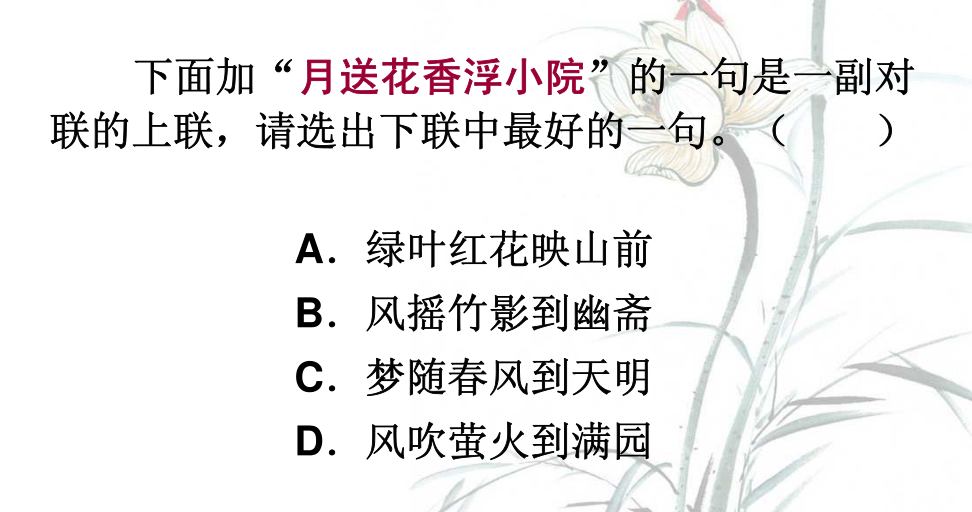 下面加“月送花香浮小院”的一句是一副对
联的上联，请选出下联中最好的一句。（　　）
A．绿叶红花映山前
B．风摇竹影到幽斋
C．梦随春风到天明
D．风吹萤火到满园